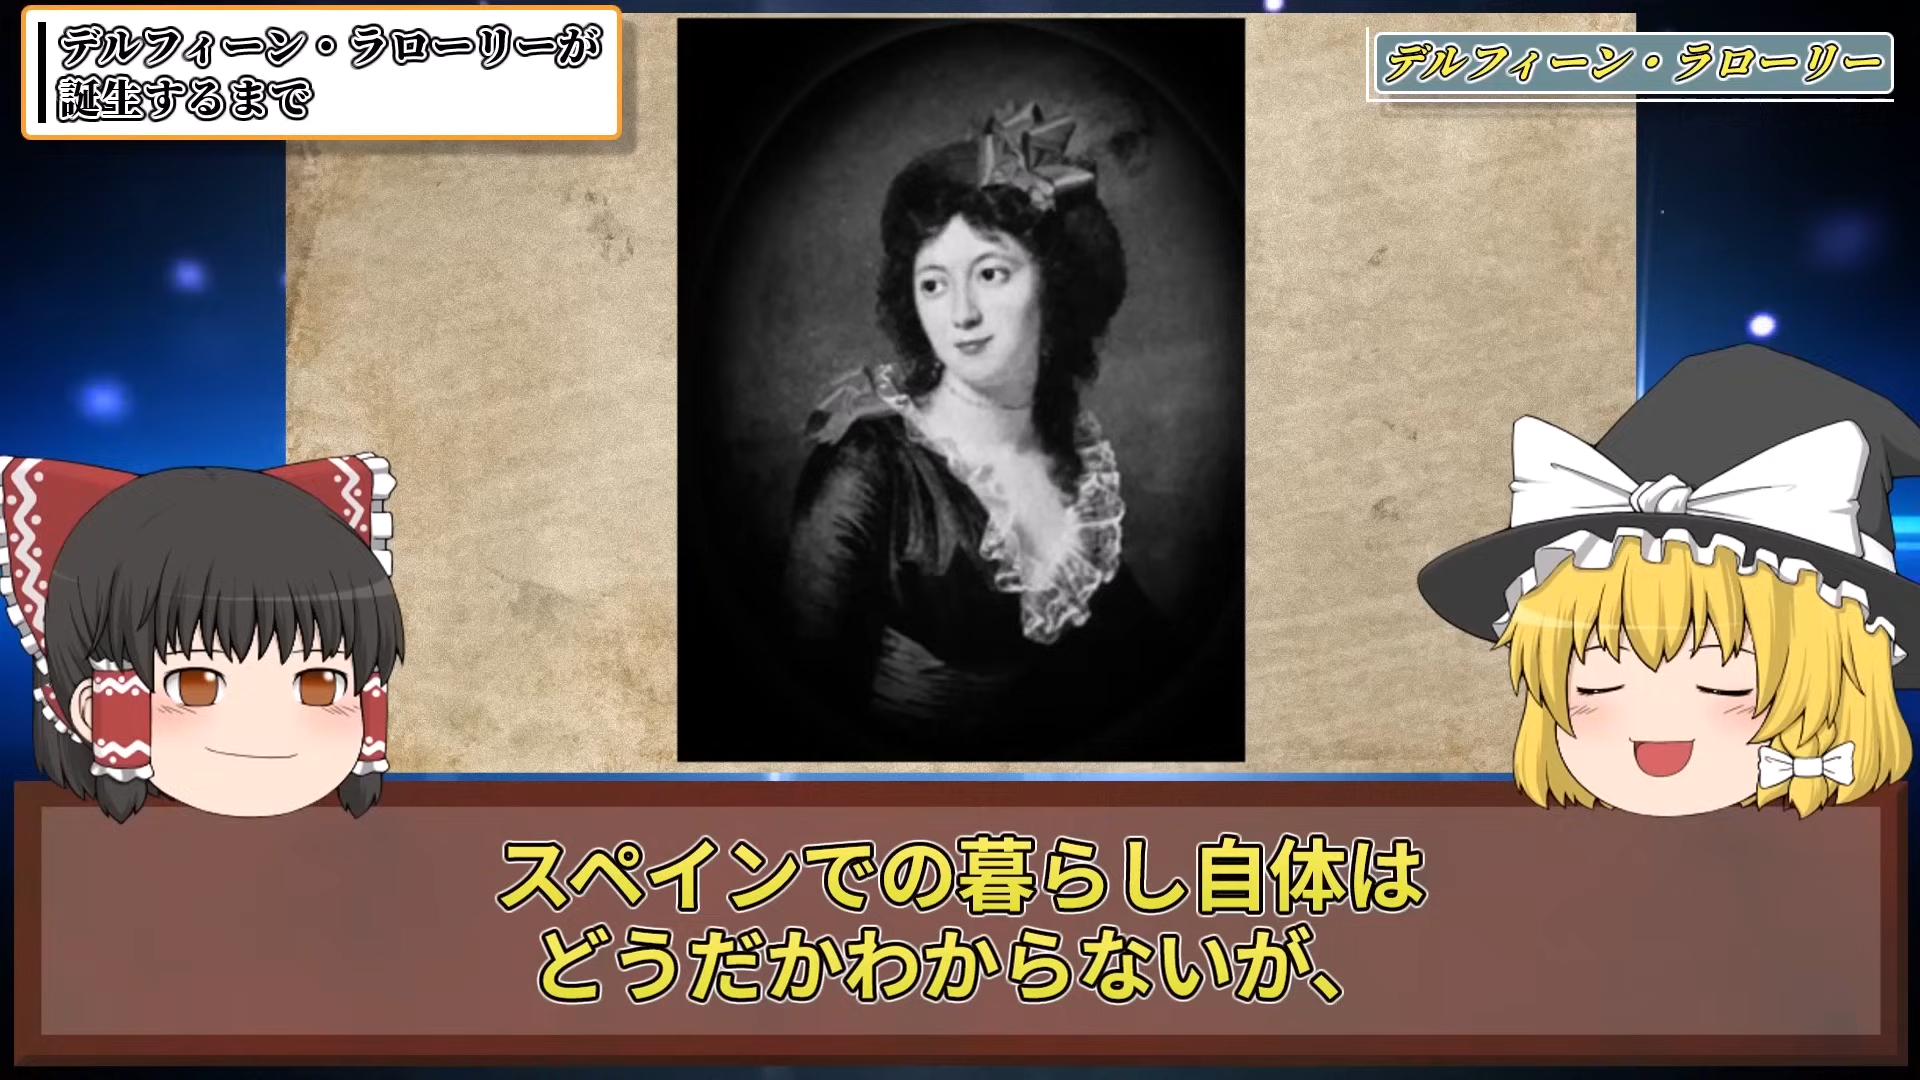 デルフィーン・ラローリーが
誕生するまで
デルフィーン・ラローリー
スペインでの暮らし自体は
どうだかわからないが、